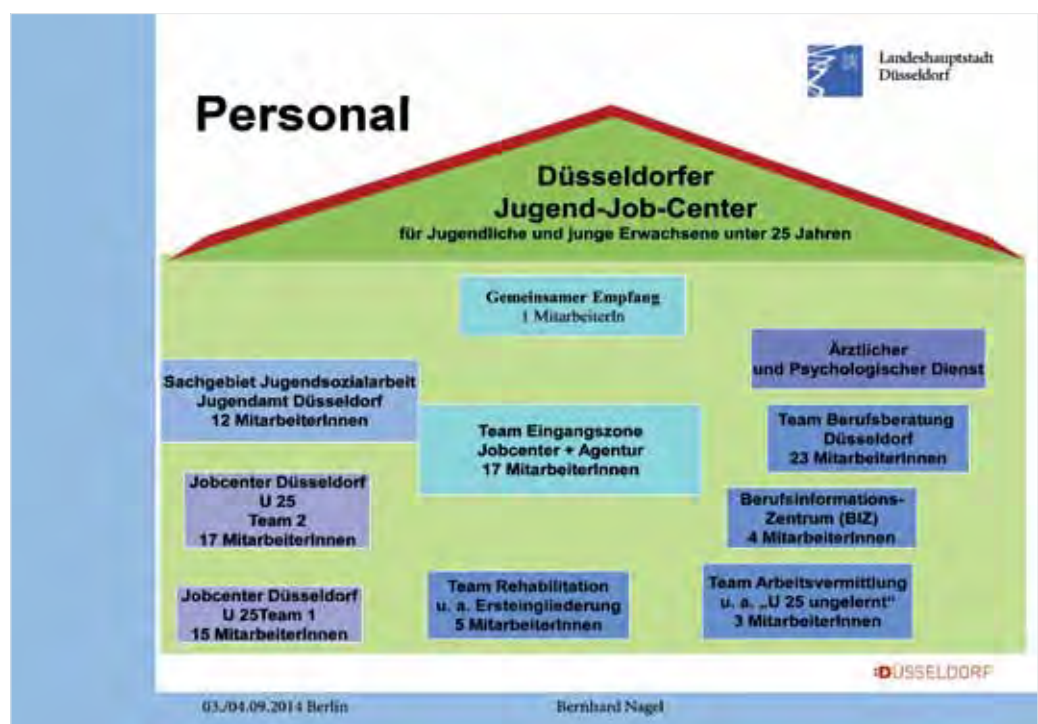 Landeshauptstadt
Düsseldorf
Personal
Düsseldorfer
Jugend-Job-Center
für Jugendliche und junge Erwachsene unter 25 Jahren
Gemeinsamer Empfang
1 MitarbeiterIn
Ärztlicher
und Psychologischer Dienst
Sachgebiet Jugendsozialarbeit
Jugendamt Düsseldorf
12 MitarbeiterInnen
Team Eingangszone
Jobcenter + Agentur
17 MitarbeiterInnen
Team Berufsberatung
Düsseldorf
23 MitarbeiterInnen
Jobcenter Düsseldorf
U 25
Team 2
17 MitarbeiterInnen
Berufsinformations-
Zentrum (BIZ)
4 MitarbeiterInnen
Jobcenter Düsseldorf
U 25Team 1
15 MitarbeiterInnen
Team Rehabilitation
u. a. Ersteingliederung
5 MitarbeiterInnen
Team Arbeitsvermittlung
u. a. „U 25 ungelernt“
3 MitarbeiterInnen
:DÜSSELDORF
03./04.09.2014 Berlin
Bernhard Nagel